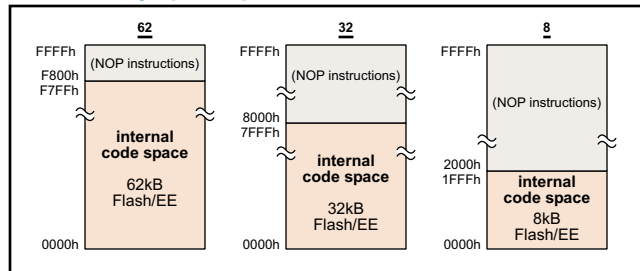 62
FFFFh
(NOP instructions)
F800h
F7FFh
internal
code space
62kB
Flash/EE
0000h
32
FFFFh
(NOP instructions)
8000h
7FFFh
internal
code space
32kB
Flash/EE
0000h
8
FFFFh
(NOP instructions)
2000h
1FFFh
internal
code space
8kB
Flash/EE
0000h